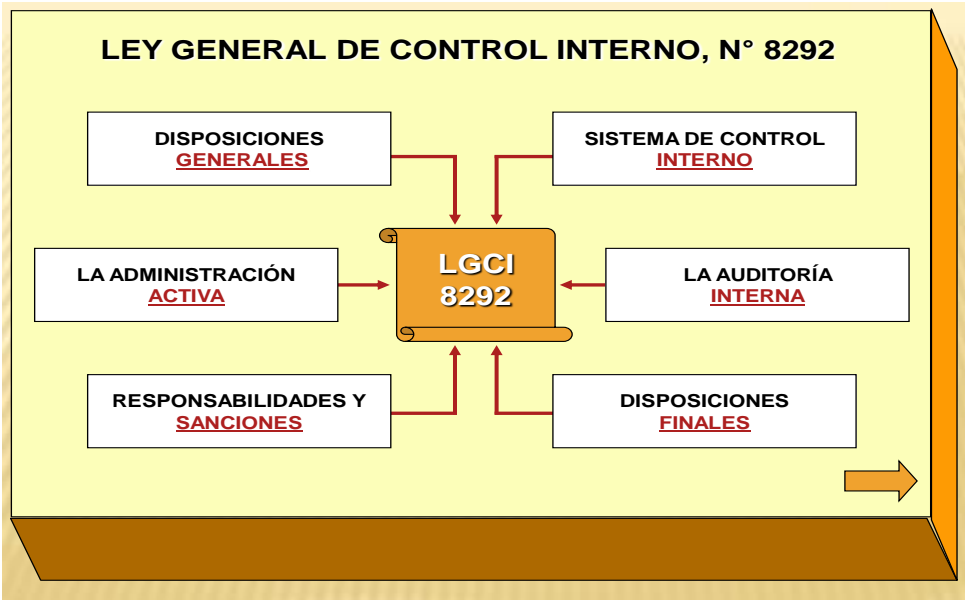 LEY GENERAL DE CONTROL INTERNO, N° 8292
DISPOSICIONES
GENERALES
SISTEMA DE CONTROL
INTERNO
LA ADMINISTRACIÓN
ACTIVA
LGCI
8292
LA AUDITORÍA
INTERNA
RESPONSABILIDADES Y
SANCIONES
DISPOSICIONES
FINALES